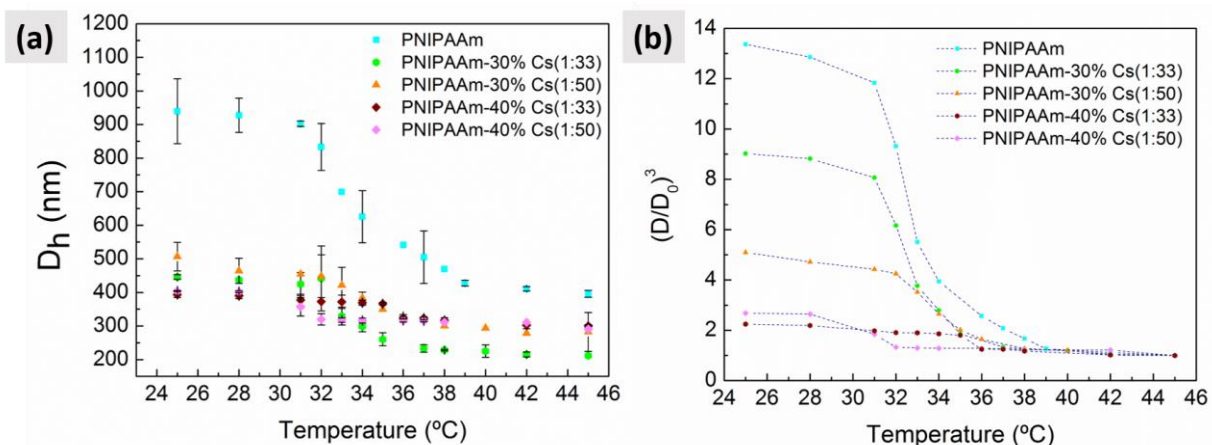 (a)
1200
1100
1000
900
800
700
600
500
400
300
200
D_h (nm)
PNIPAAm
PNIPAAm-30% Cs(1:33)
PNIPAAm-30% Cs(1:50)
PNIPAAm-40% Cs(1:33)
PNIPAAm-40% Cs(1:50)
24 26 28 30 32 34 36 38 40 42 44 46
Temperature (ºC)
(b)
14
12
10
8
6
4
2
0
(D/D₀)³
PNIPAAm
PNIPAAm-30% Cs(1:33)
PNIPAAm-30% Cs(1:50)
PNIPAAm-40% Cs(1:33)
PNIPAAm-40% Cs(1:50)
24 26 28 30 32 34 36 38 40 42 44 46
Temperature (ºC)